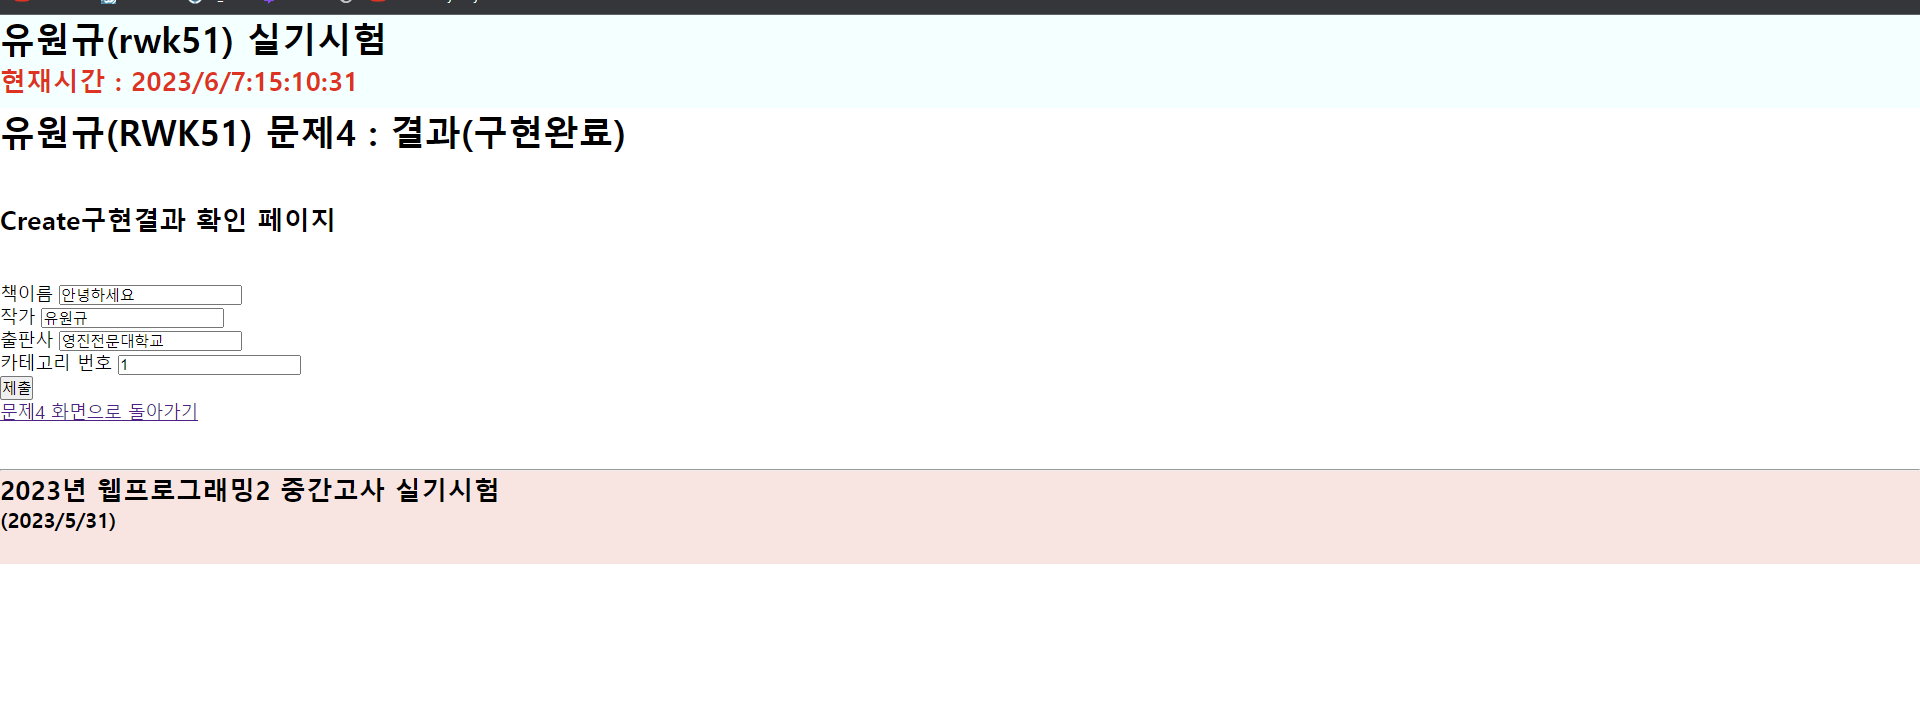 유원규(rwk51) 실기시험
현재시간 : 2023/6/7:15:10:31
유원규(RWK51) 문제4 : 결과(구현완료)
Create구현결과 확인 페이지
책이름 안녕하세요
작가 유원규
출판사 영진전문대학교
카테고리 번호 1
제출
문제4 화면으로 돌아가기
2023년 웹프로그래밍2 중간고사 실기시험
(2023/5/31)